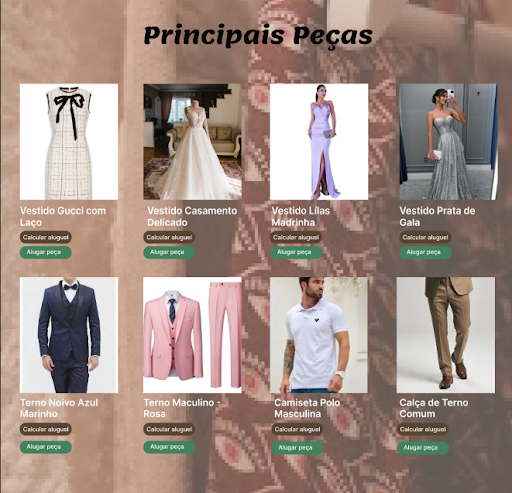 Principais Peças
Vestido Gucci com
Laço
Calcular aluguel
Alugar peça
Vestido Casamento
Delicado
Calcular aluguel
Alugar peça
Vestido Lilas
Madrinha
Calcular aluguel
Alugar peça
Vestido Prata de
Gala
Calcular aluguel
Alugar peça
Terno Noivo Azul
Marinho
Calcular aluguel
Alugar peça
Terno Maculino -
Rosa
Calcular aluguel
Alugar peça
Camiseta Polo
Masculina
Calcular aluguel
Alugar peça
Calça de Terno
Comum
Calcular aluguel
Alugar peça